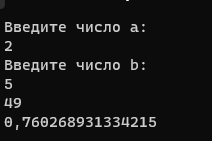 Введите число a:
2
Введите число b:
5
49
0,760268931334215